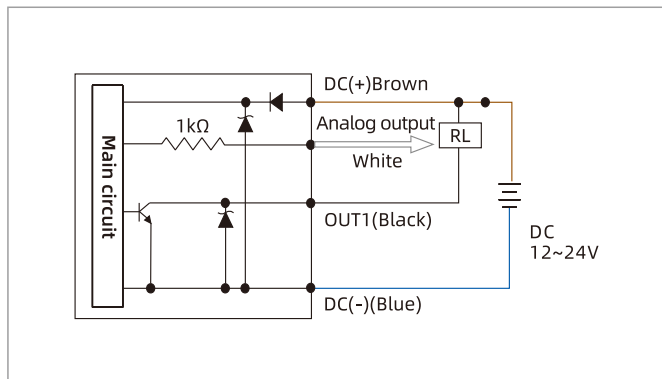 DC(+)Brown
1kΩ
Analog output
RL
White
Main circuit
OUT1(Black)
DC
12~24V
DC(-)(Blue)